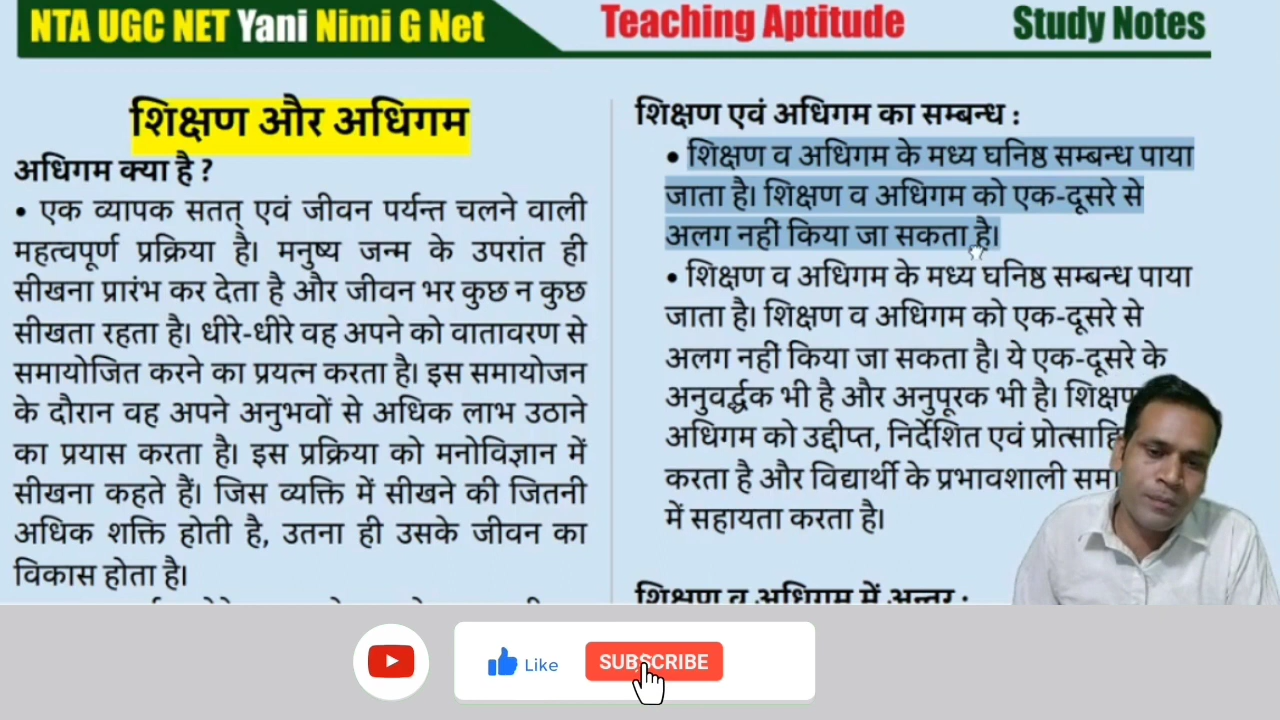 NTA UGC NET Yani Nimi G Net
Teaching Aptitude
Study Notes
शिक्षण और अधिगम
अधिगम क्या है ?
• एक व्यापक सतत् एवं जीवन पर्यन्त चलने वाली
महत्वपूर्ण प्रक्रिया है। मनुष्य जन्म के उपरांत ही
सीखना प्रारंभ कर देता है और जीवन भर कुछ न कुछ
सीखता रहता है। धीरे-धीरे वह अपने को वातावरण से
समायोजित करने का प्रयत्न करता है। इस समायोजन
के दौरान वह अपने अनुभवों से अधिक लाभ उठाने
का प्रयास करता है। इस प्रक्रिया को मनोविज्ञान में
सीखना कहते हैं। जिस व्यक्ति में सीखने की जितनी
अधिक शक्ति होती है, उतना ही उसके जीवन का
विकास होता है।
शिक्षण एवं अधिगम का सम्बन्ध :
• शिक्षण व अधिगम के मध्य घनिष्ठ सम्बन्ध पाया
जाता है। शिक्षण व अधिगम को एक-दूसरे से
अलग नहीं किया जा सकता है।
• शिक्षण व अधिगम के मध्य घनिष्ठ सम्बन्ध पाया
जाता है। शिक्षण व अधिगम को एक-दूसरे से
अलग नहीं किया जा सकता है। ये एक-दूसरे के
अनुवर्द्धक भी है और अनुपूरक भी है।
अधिगम को उद्दीप्त, निर्देशित एवं
करता है और विद्यार्थी के प्रभावशाली
में सहायता करता है।
शिक्षण व अधिगम में अन्तर :
Like
SUBSCRIBE